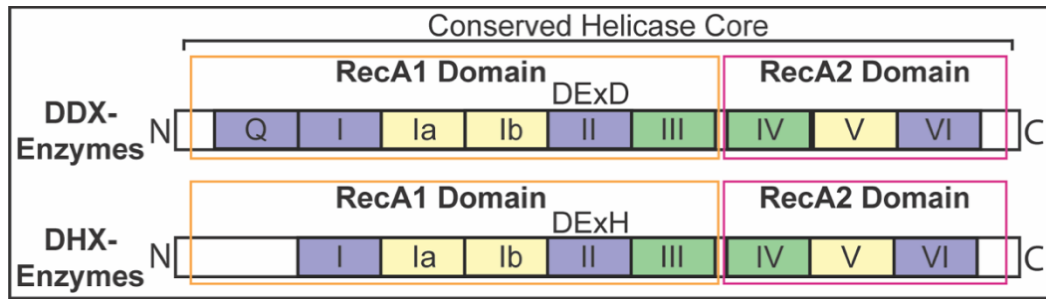 Conserved Helicase Core
RecA1 Domain RecA2 Domain
DExD
DDX-
Enzymes
N Q I Ia Ib II III IV V VI C
RecA1 Domain RecA2 Domain
DExH
DHX-
Enzymes
N I Ia Ib II III IV V VI C